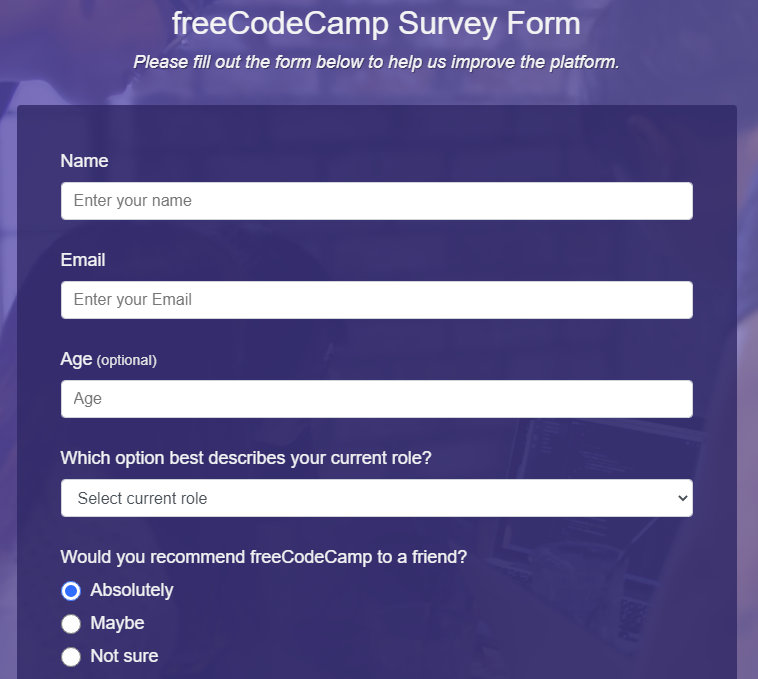 freeCodeCamp Survey Form
Please fill out the form below to help us improve the platform.
Name
Enter your name
Email
Enter your Email
Age (optional)
Age
Which option best describes your current role?
Select current role
Would you recommend freeCodeCamp to a friend?
Absolutely
Maybe
Not sure